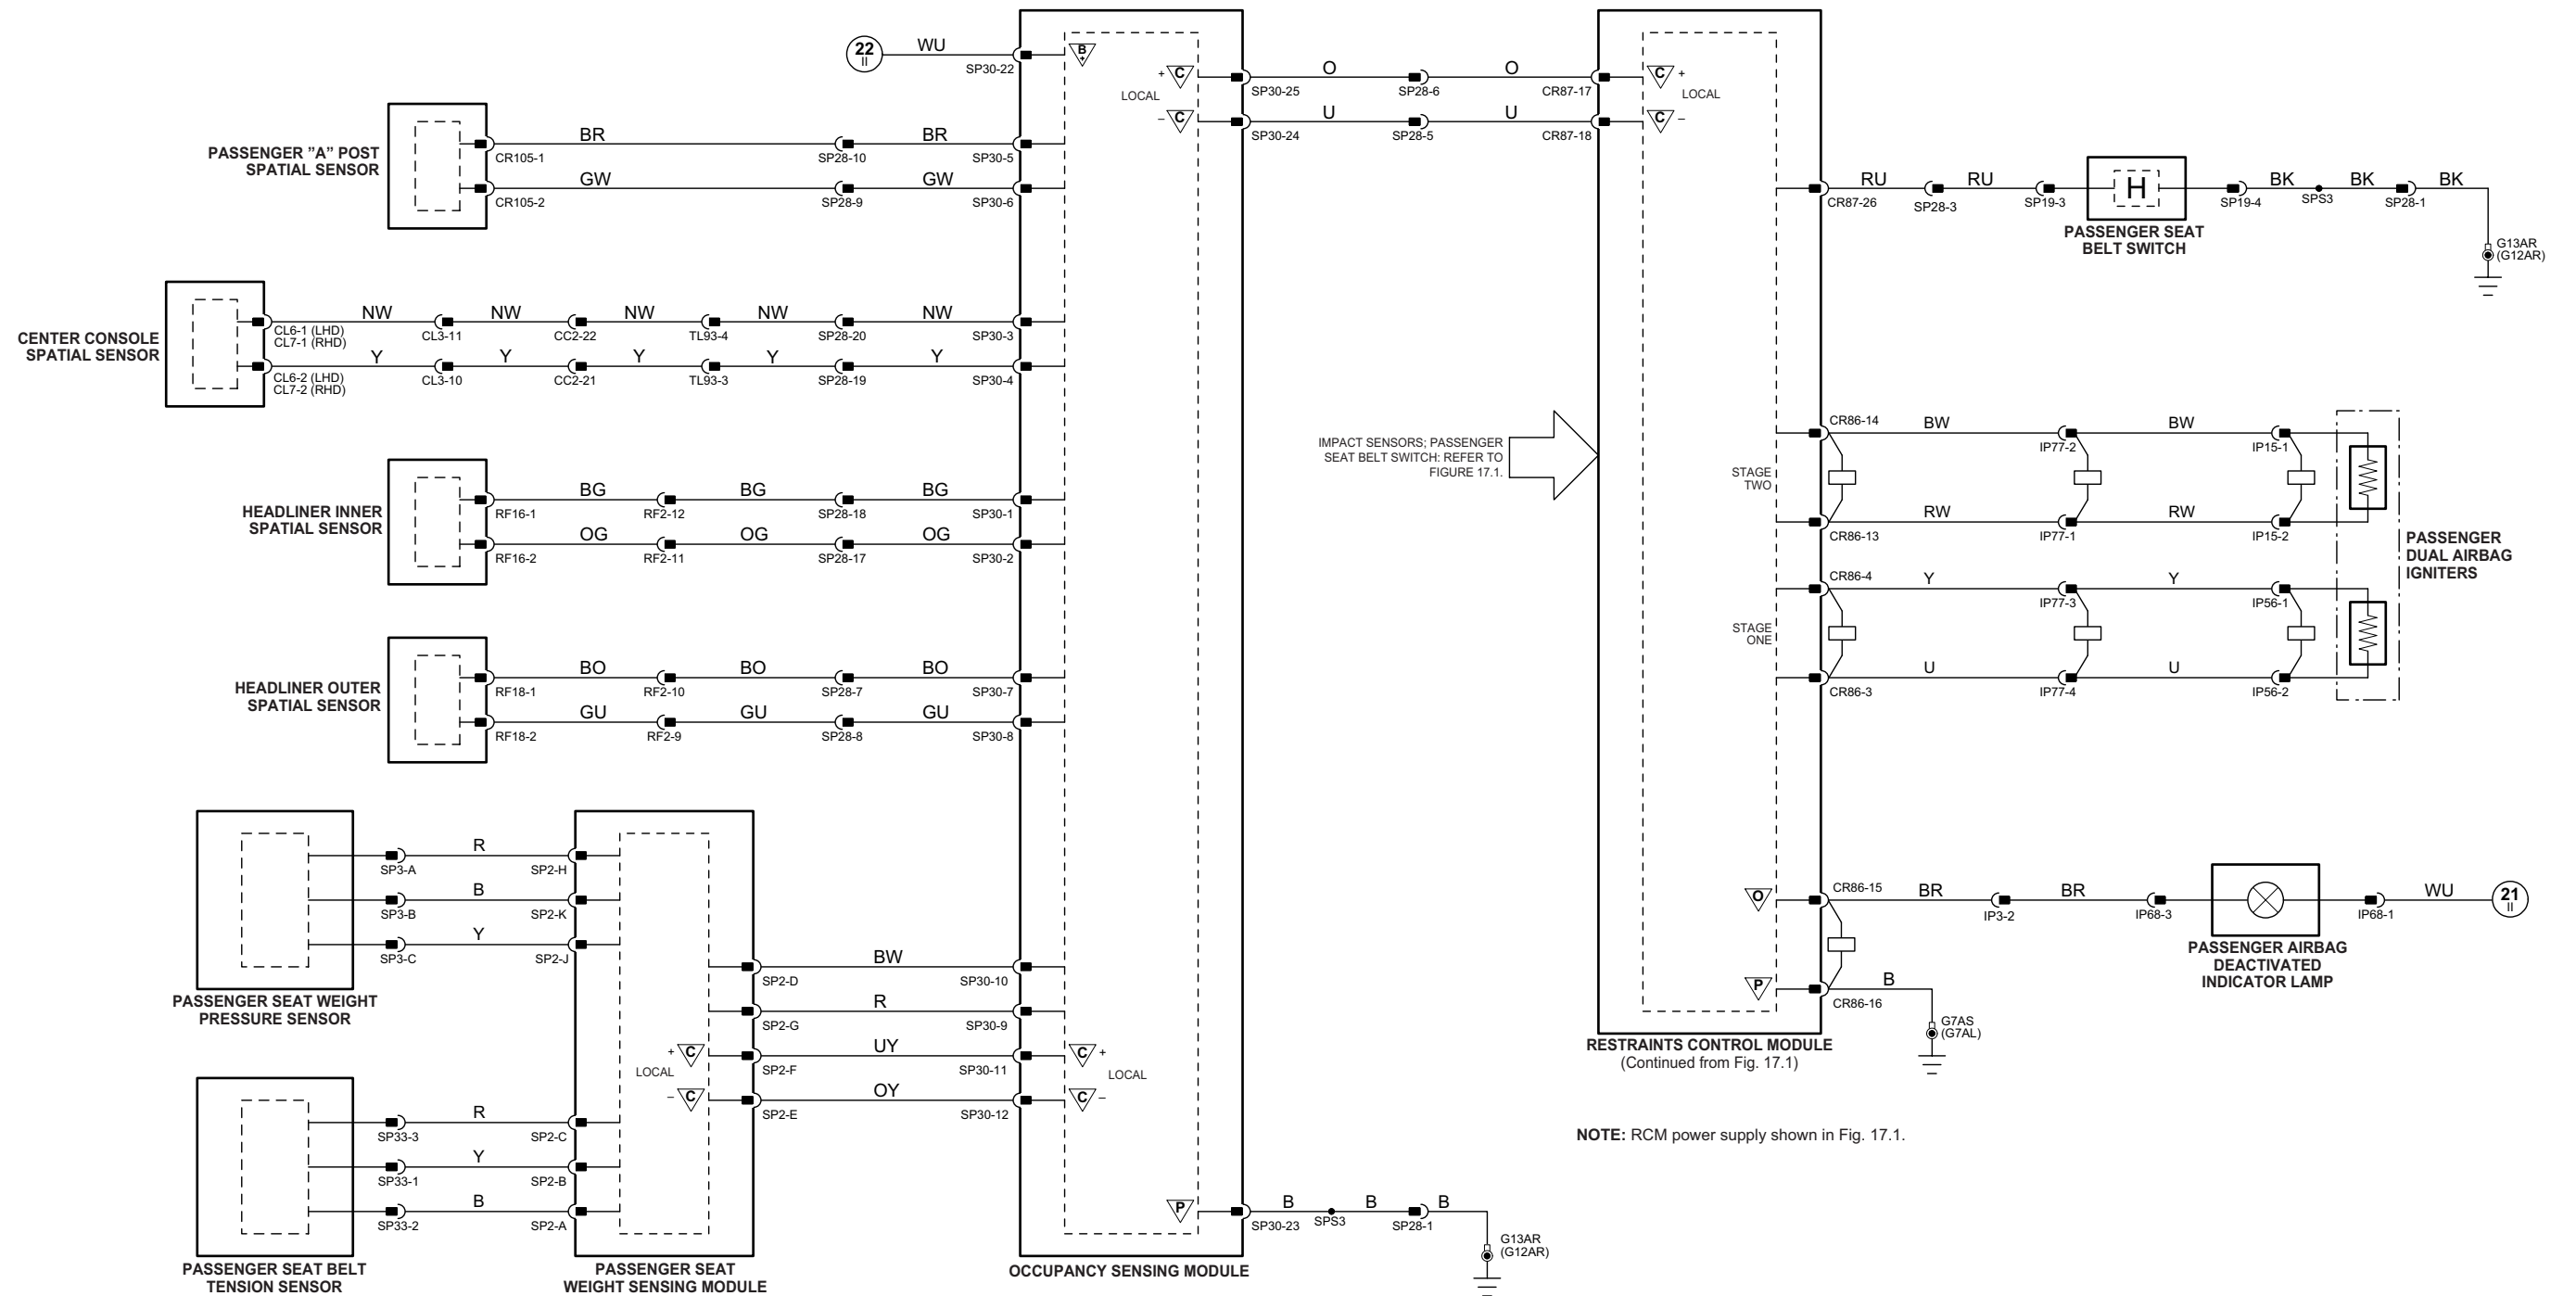 22
II
WU
SP30-22
B
+
+
C
LOCAL
–
C
SP30-25
O
SP28-6
O
CR87-17
SP30-24
U
SP28-5
U
CR87-18
C
+
LOCAL
C
–
PASSENGER ”A” POST
SPATIAL SENSOR
CR105-1
BR
SP28-10
BR
SP30-5
CR105-2
GW
SP28-9
GW
SP30-6
CENTER CONSOLE
SPATIAL SENSOR
CL6-1 (LHD)
CL7-1 (RHD)
NW
CL3-11
NW
CC2-22
NW
TL93-4
NW
SP28-20
NW
SP30-3
CL6-2 (LHD)
CL7-2 (RHD)
Y
CL3-10
Y
CC2-21
Y
TL93-3
Y
SP28-19
Y
SP30-4
HEADLINER INNER
SPATIAL SENSOR
RF16-1
BG
RF2-12
BG
SP28-18
BG
SP30-1
RF16-2
OG
RF2-11
OG
SP28-17
OG
SP30-2
HEADLINER OUTER
SPATIAL SENSOR
RF18-1
BO
RF2-10
BO
SP28-7
BO
SP30-7
RF18-2
GU
RF2-9
GU
SP28-8
GU
SP30-8
SP3-A
R
SP2-H
SP3-B
B
SP2-K
SP3-C
Y
SP2-J
PASSENGER SEAT WEIGHT
PRESSURE SENSOR
SP33-3
R
SP2-C
SP33-1
Y
SP2-B
SP33-2
B
SP2-A
PASSENGER SEAT BELT
TENSION SENSOR
+
C
LOCAL
–
C
PASSENGER SEAT
WEIGHT SENSING MODULE
SP2-D
BW
SP30-10
SP2-G
R
SP30-9
SP2-F
UY
SP30-11
SP2-E
OY
SP30-12
C
+
LOCAL
C
–
P
SP30-23
B
SPS3
B
SP28-1
B
G13AR
(G12AR)
OCCUPANCY SENSING MODULE
IMPACT SENSORS; PASSENGER
SEAT BELT SWITCH: REFER TO
FIGURE 17.1.
CR87-26
RU
SP28-3
RU
SP19-3
H
SP19-4
BK
SPS3
BK
SP28-1
BK
PASSENGER SEAT
BELT SWITCH
G13AR
(G12AR)
STAGE
TWO
CR86-14
BW
IP77-2
BW
IP15-1
CR86-13
RW
IP77-1
RW
IP15-2
STAGE
ONE
CR86-4
Y
IP77-3
Y
IP56-1
CR86-3
U
IP77-4
U
IP56-2
PASSENGER
DUAL AIRBAG
IGNITERS
O
CR86-15
BR
IP3-2
BR
IP68-3
IP68-1
WU
21
II
PASSENGER AIRBAG
DEACTIVATED
INDICATOR LAMP
P
CR86-16
B
G7AS
(G7AL)
RESTRAINTS CONTROL MODULE
(Continued from Fig. 17.1)
NOTE: RCM power supply shown in Fig. 17.1.